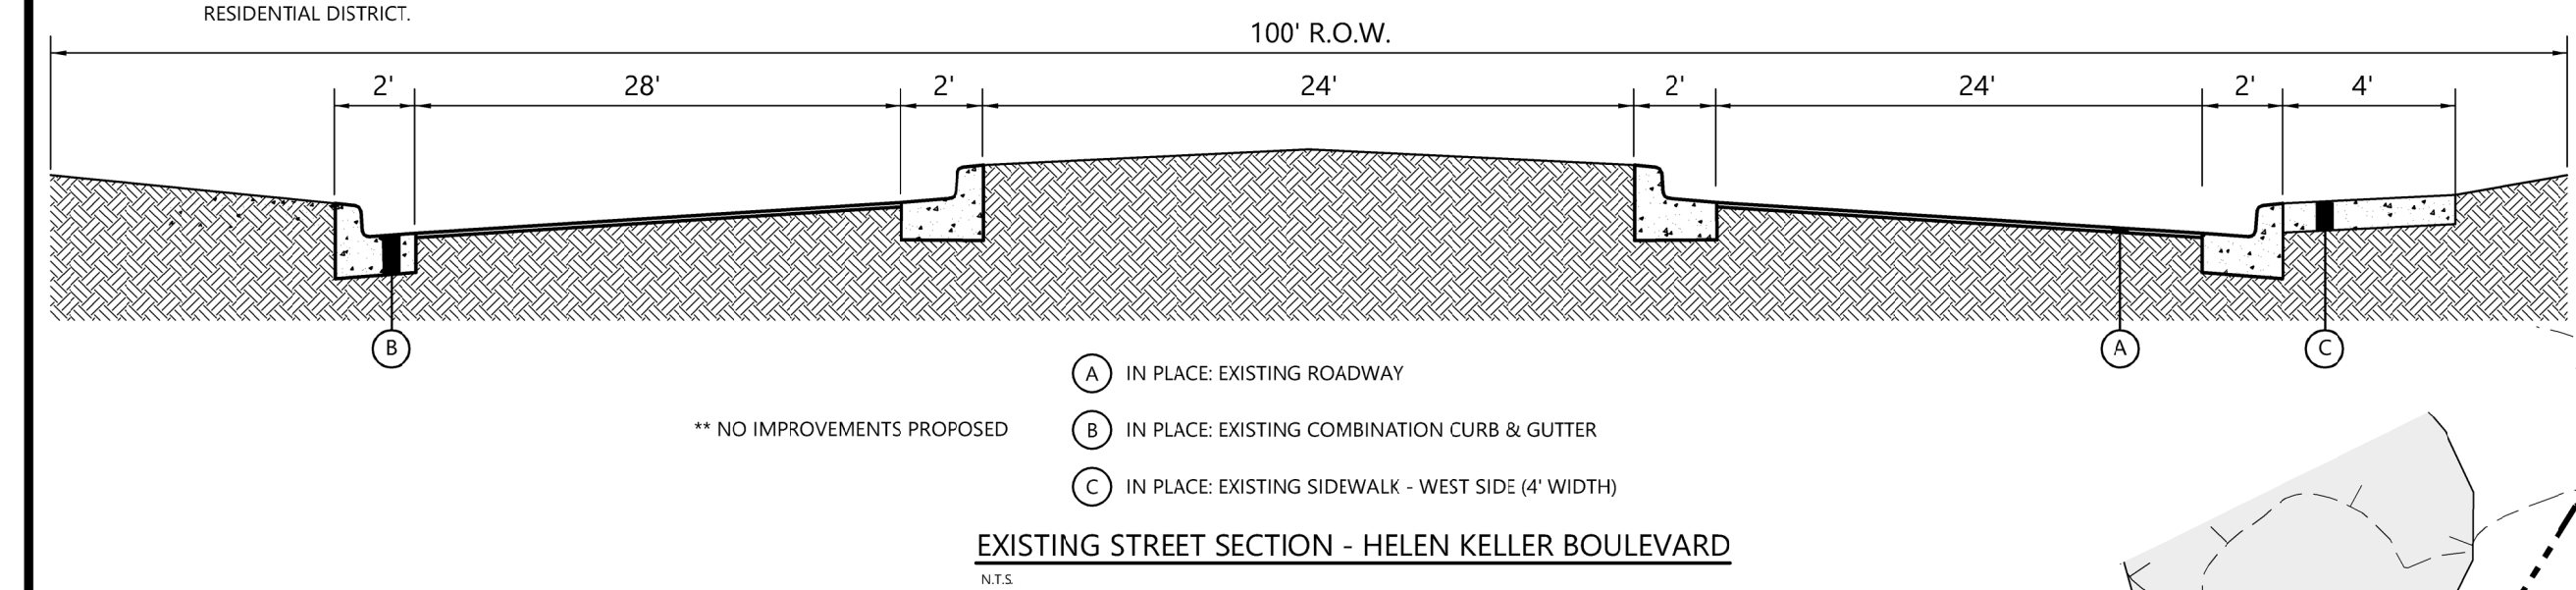 RESIDENTIAL DISTRICT.
100' R.O.W.
2' 28' 2' 24' 2' 24' 2' 4'
B A C
A IN PLACE: EXISTING ROADWAY
** NO IMPROVEMENTS PROPOSED B IN PLACE: EXISTING COMBINATION CURB & GUTTER
C IN PLACE: EXISTING SIDEWALK - WEST SIDE (4' WIDTH)
EXISTING STREET SECTION - HELEN KELLER BOULEVARD
N.T.S.